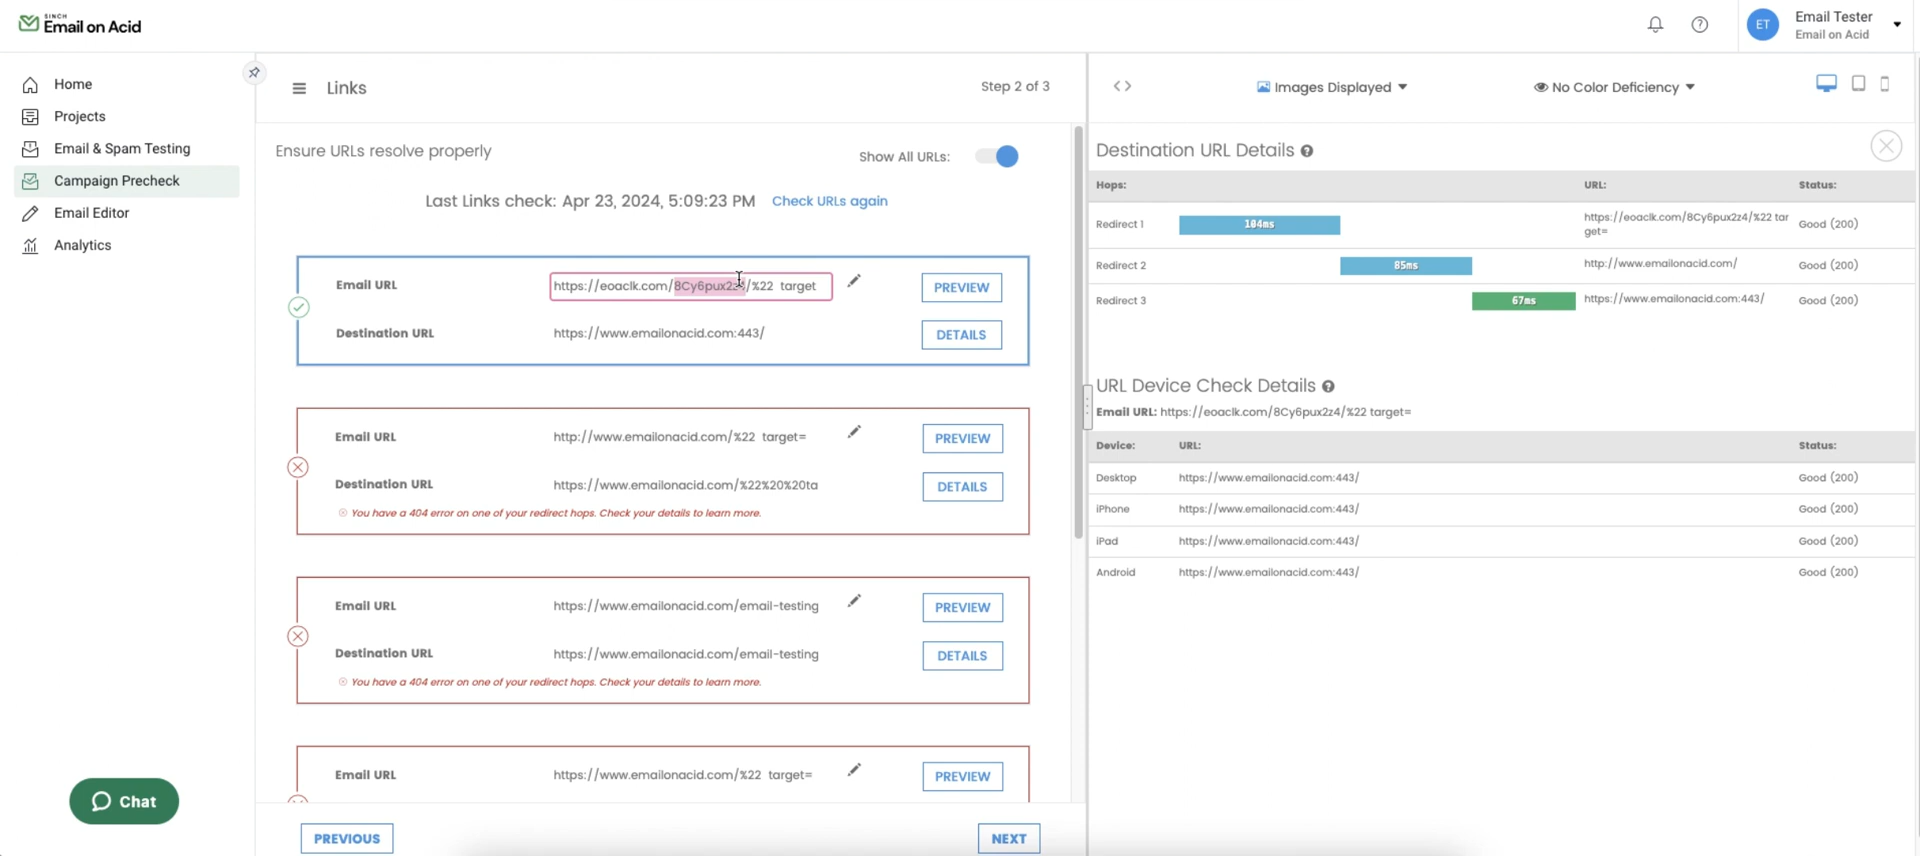 SINCH
Email on Acid
ET
Email Tester
Email on Acid
Home
Projects
Email & Spam Testing
Campaign Precheck
Email Editor
Analytics
Chat
Links
Step 2 of 3
Ensure URLs resolve properly
Show All URLs:
Last Links check: Apr 23, 2024, 5:09:23 PM Check URLs again
Email URL https://eoaclk.com/8Cy6pux2z4/%22 target PREVIEW
Destination URL https://www.emailonacid.com:443/ DETAILS
Email URL http://www.emailonacid.com/%22 target= PREVIEW
Destination URL https://www.emailonacid.com/%22%20%20ta DETAILS
You have a 404 error on one of your redirect hops. Check your details to learn more.
Email URL https://www.emailonacid.com/email-testing PREVIEW
Destination URL https://www.emailonacid.com/email-testing DETAILS
You have a 404 error on one of your redirect hops. Check your details to learn more.
Email URL https://www.emailonacid.com/%22 target= PREVIEW
PREVIOUS NEXT
<> Images Displayed No Color Deficiency
Destination URL Details
Hops: URL: Status:
Redirect 1 104ms https://eoaclk.com/8Cy6pux2z4/%22 tar Good (200)
get=
Redirect 2 85ms http://www.emailonacid.com/ Good (200)
Redirect 3 67ms https://www.emailonacid.com:443/ Good (200)
URL Device Check Details
Email URL: https://eoaclk.com/8Cy6pux2z4/%22 target=
Device: URL: Status:
Desktop https://www.emailonacid.com:443/ Good (200)
iPhone https://www.emailonacid.com:443/ Good (200)
iPad https://www.emailonacid.com:443/ Good (200)
Android https://www.emailonacid.com:443/ Good (200)